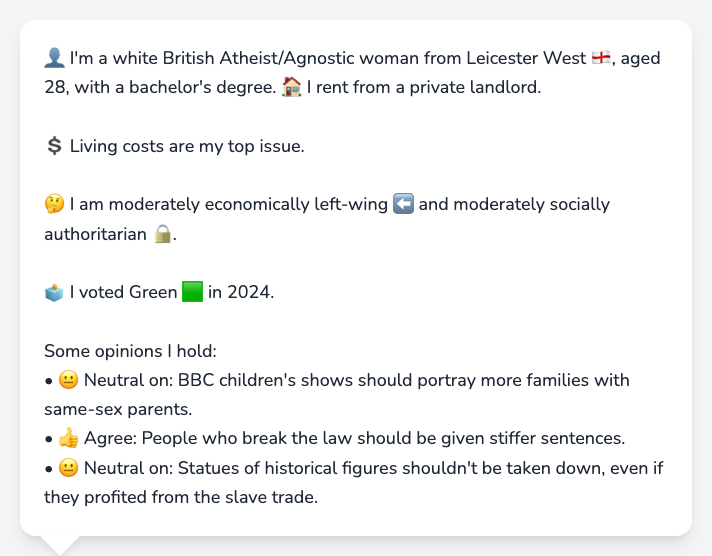 👤 I'm a white British Atheist/Agnostic woman from Leicester West 🏴󠁧󠁢󠁥󠁮󠁧󠁿, aged
28, with a bachelor's degree. 🏠 I rent from a private landlord.
💲 Living costs are my top issue.
🤔 I am moderately economically left-wing ⬅️ and moderately socially
authoritarian 🔒.
🗳️ I voted Green 🟩 in 2024.
Some opinions I hold:
• 😐 Neutral on: BBC children's shows should portray more families with
same-sex parents.
• 👍 Agree: People who break the law should be given stiffer sentences.
• 😐 Neutral on: Statues of historical figures shouldn't be taken down, even if
they profited from the slave trade.